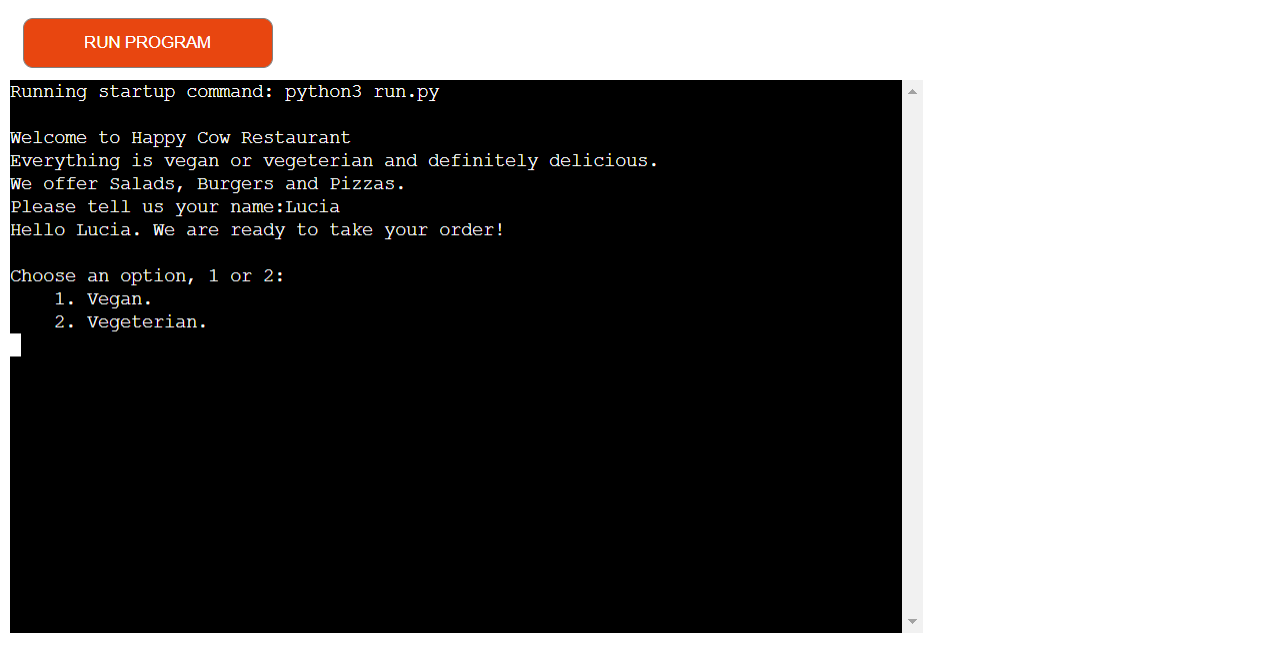 RUN PROGRAM
Running startup command: python3 run.py
Welcome to Happy Cow Restaurant
Everything is vegan or vegeterian and definitely delicious.
We offer Salads, Burgers and Pizzas.
Please tell us your name:Lucia
Hello Lucia. We are ready to take your order!
Choose an option, 1 or 2:
1. Vegan.
2. Vegeterian.